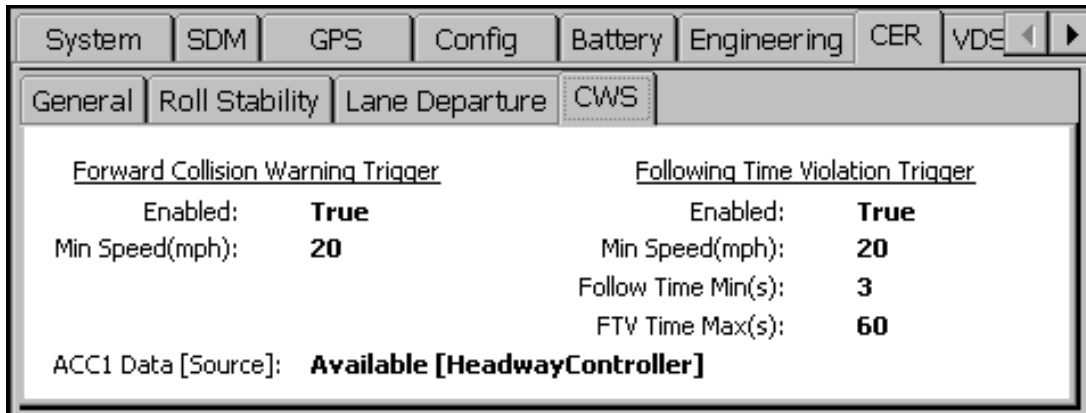 System SDM GPS Config Battery Engineering CER VDS
General Roll Stability Lane Departure CWS
Forward Collision Warning Trigger Following Time Violation Trigger
Enabled: True Enabled: True
Min Speed(mph): 20 Min Speed(mph): 20
Follow Time Min(s): 3
FTV Time Max(s): 60
ACC1 Data [Source]: Available [HeadwayController]